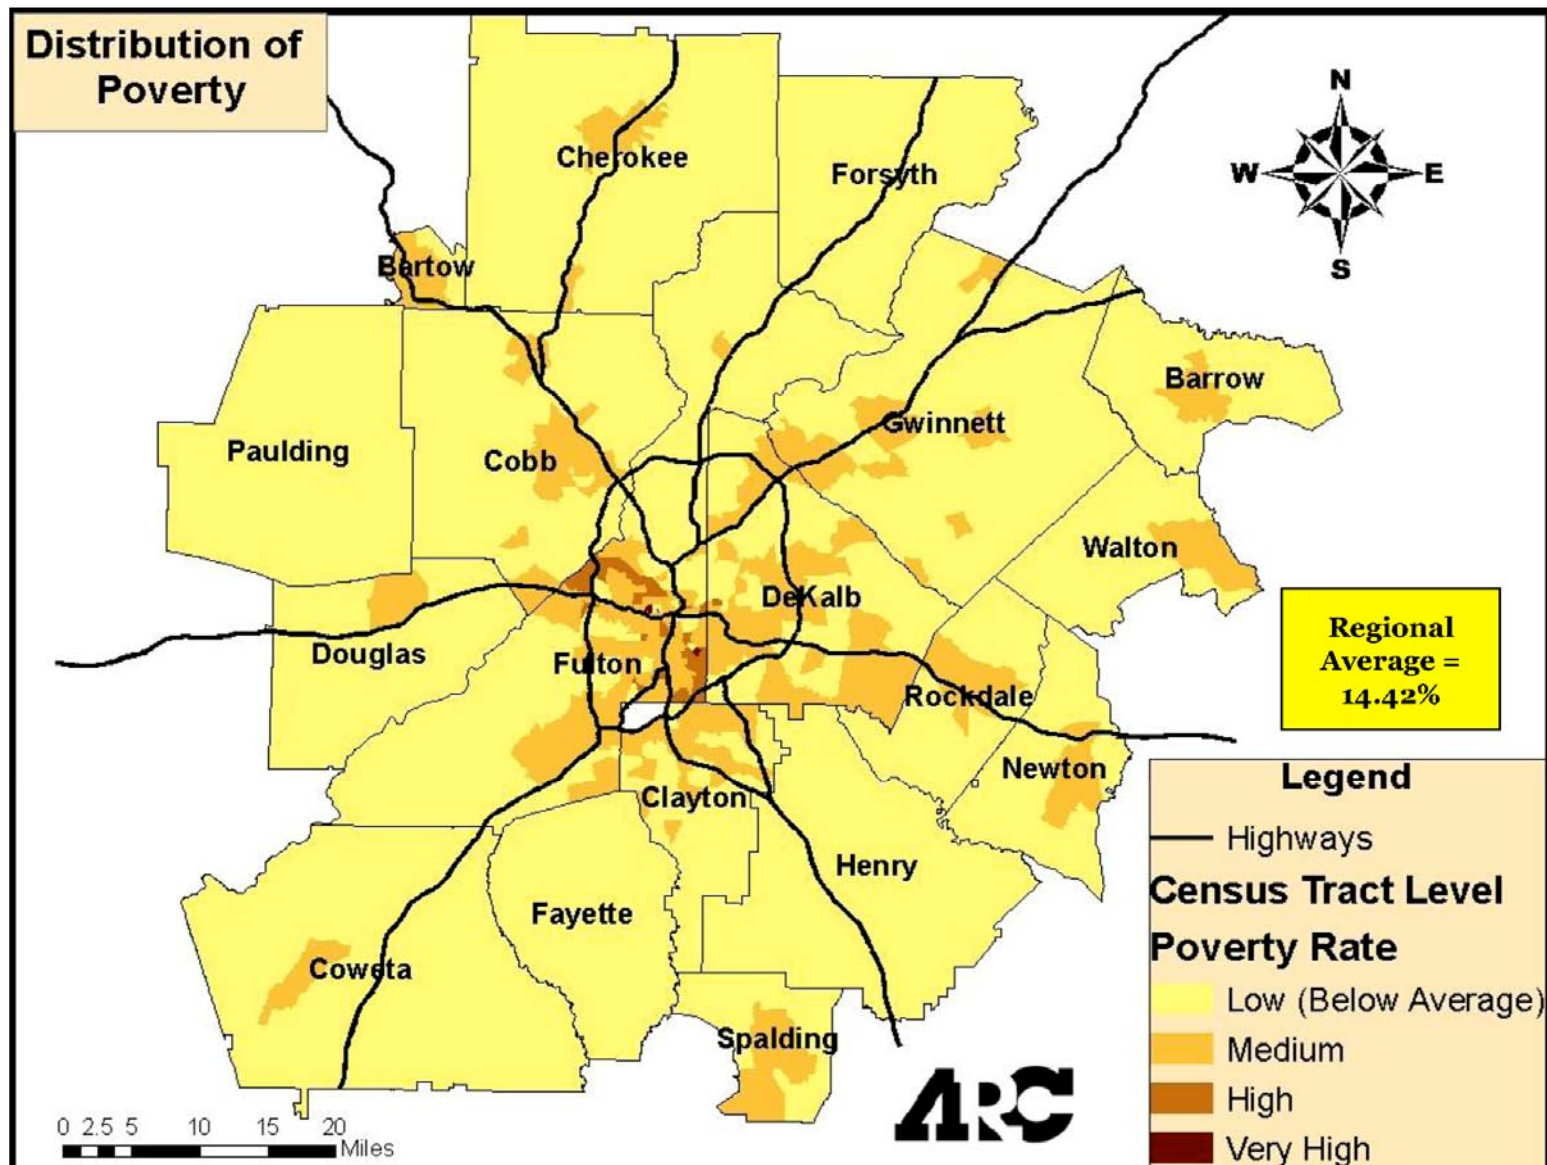 Distribution of
Poverty
N
W
E
S
Cherokee
Forsyth
Bartow
Barrow
Paulding
Cobb
Gwinnett
Walton
DeKalb
Douglas
Fulton
Rockdale
Newton
Clayton
Henry
Fayette
Coweta
Spalding
Regional
Average =
14.42%
Legend
Highways
Census Tract Level
Poverty Rate
Low (Below Average)
Medium
High
Very High
ARC
0 2.5 5 10 15 20
Miles